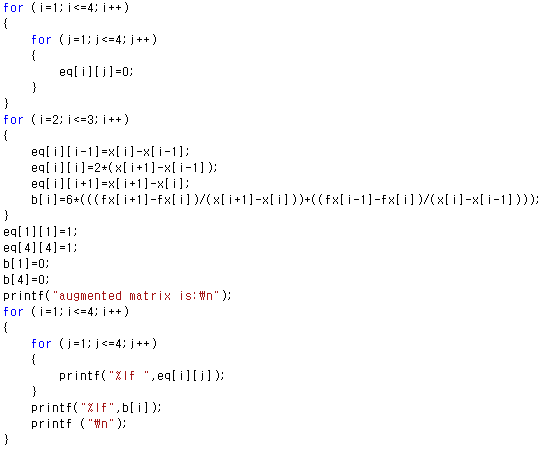 for (i=1;i<=4;i++)
{
    for (j=1;j<=4;j++)
    {
        eq[i][j]=0;
    }
}
for (i=2;i<=3;i++)
{
    eq[i][i-1]=x[i]-x[i-1];
    eq[i][i]=2*(x[i+1]-x[i-1]);
    eq[i][i+1]=x[i+1]-x[i];
    b[i]=6*(((fx[i+1]-fx[i])/(x[i+1]-x[i]))+((fx[i-1]-fx[i])/(x[i]-x[i-1])));
}
eq[1][1]=1;
eq[4][4]=1;
b[1]=0;
b[4]=0;
printf("augmented matrix is:₩n");
for (i=1;i<=4;i++)
{
    for (j=1;j<=4;j++)
    {
        printf("%lf ",eq[i][j]);
    }
    printf("%lf",b[i]);
    printf ("₩n");
}